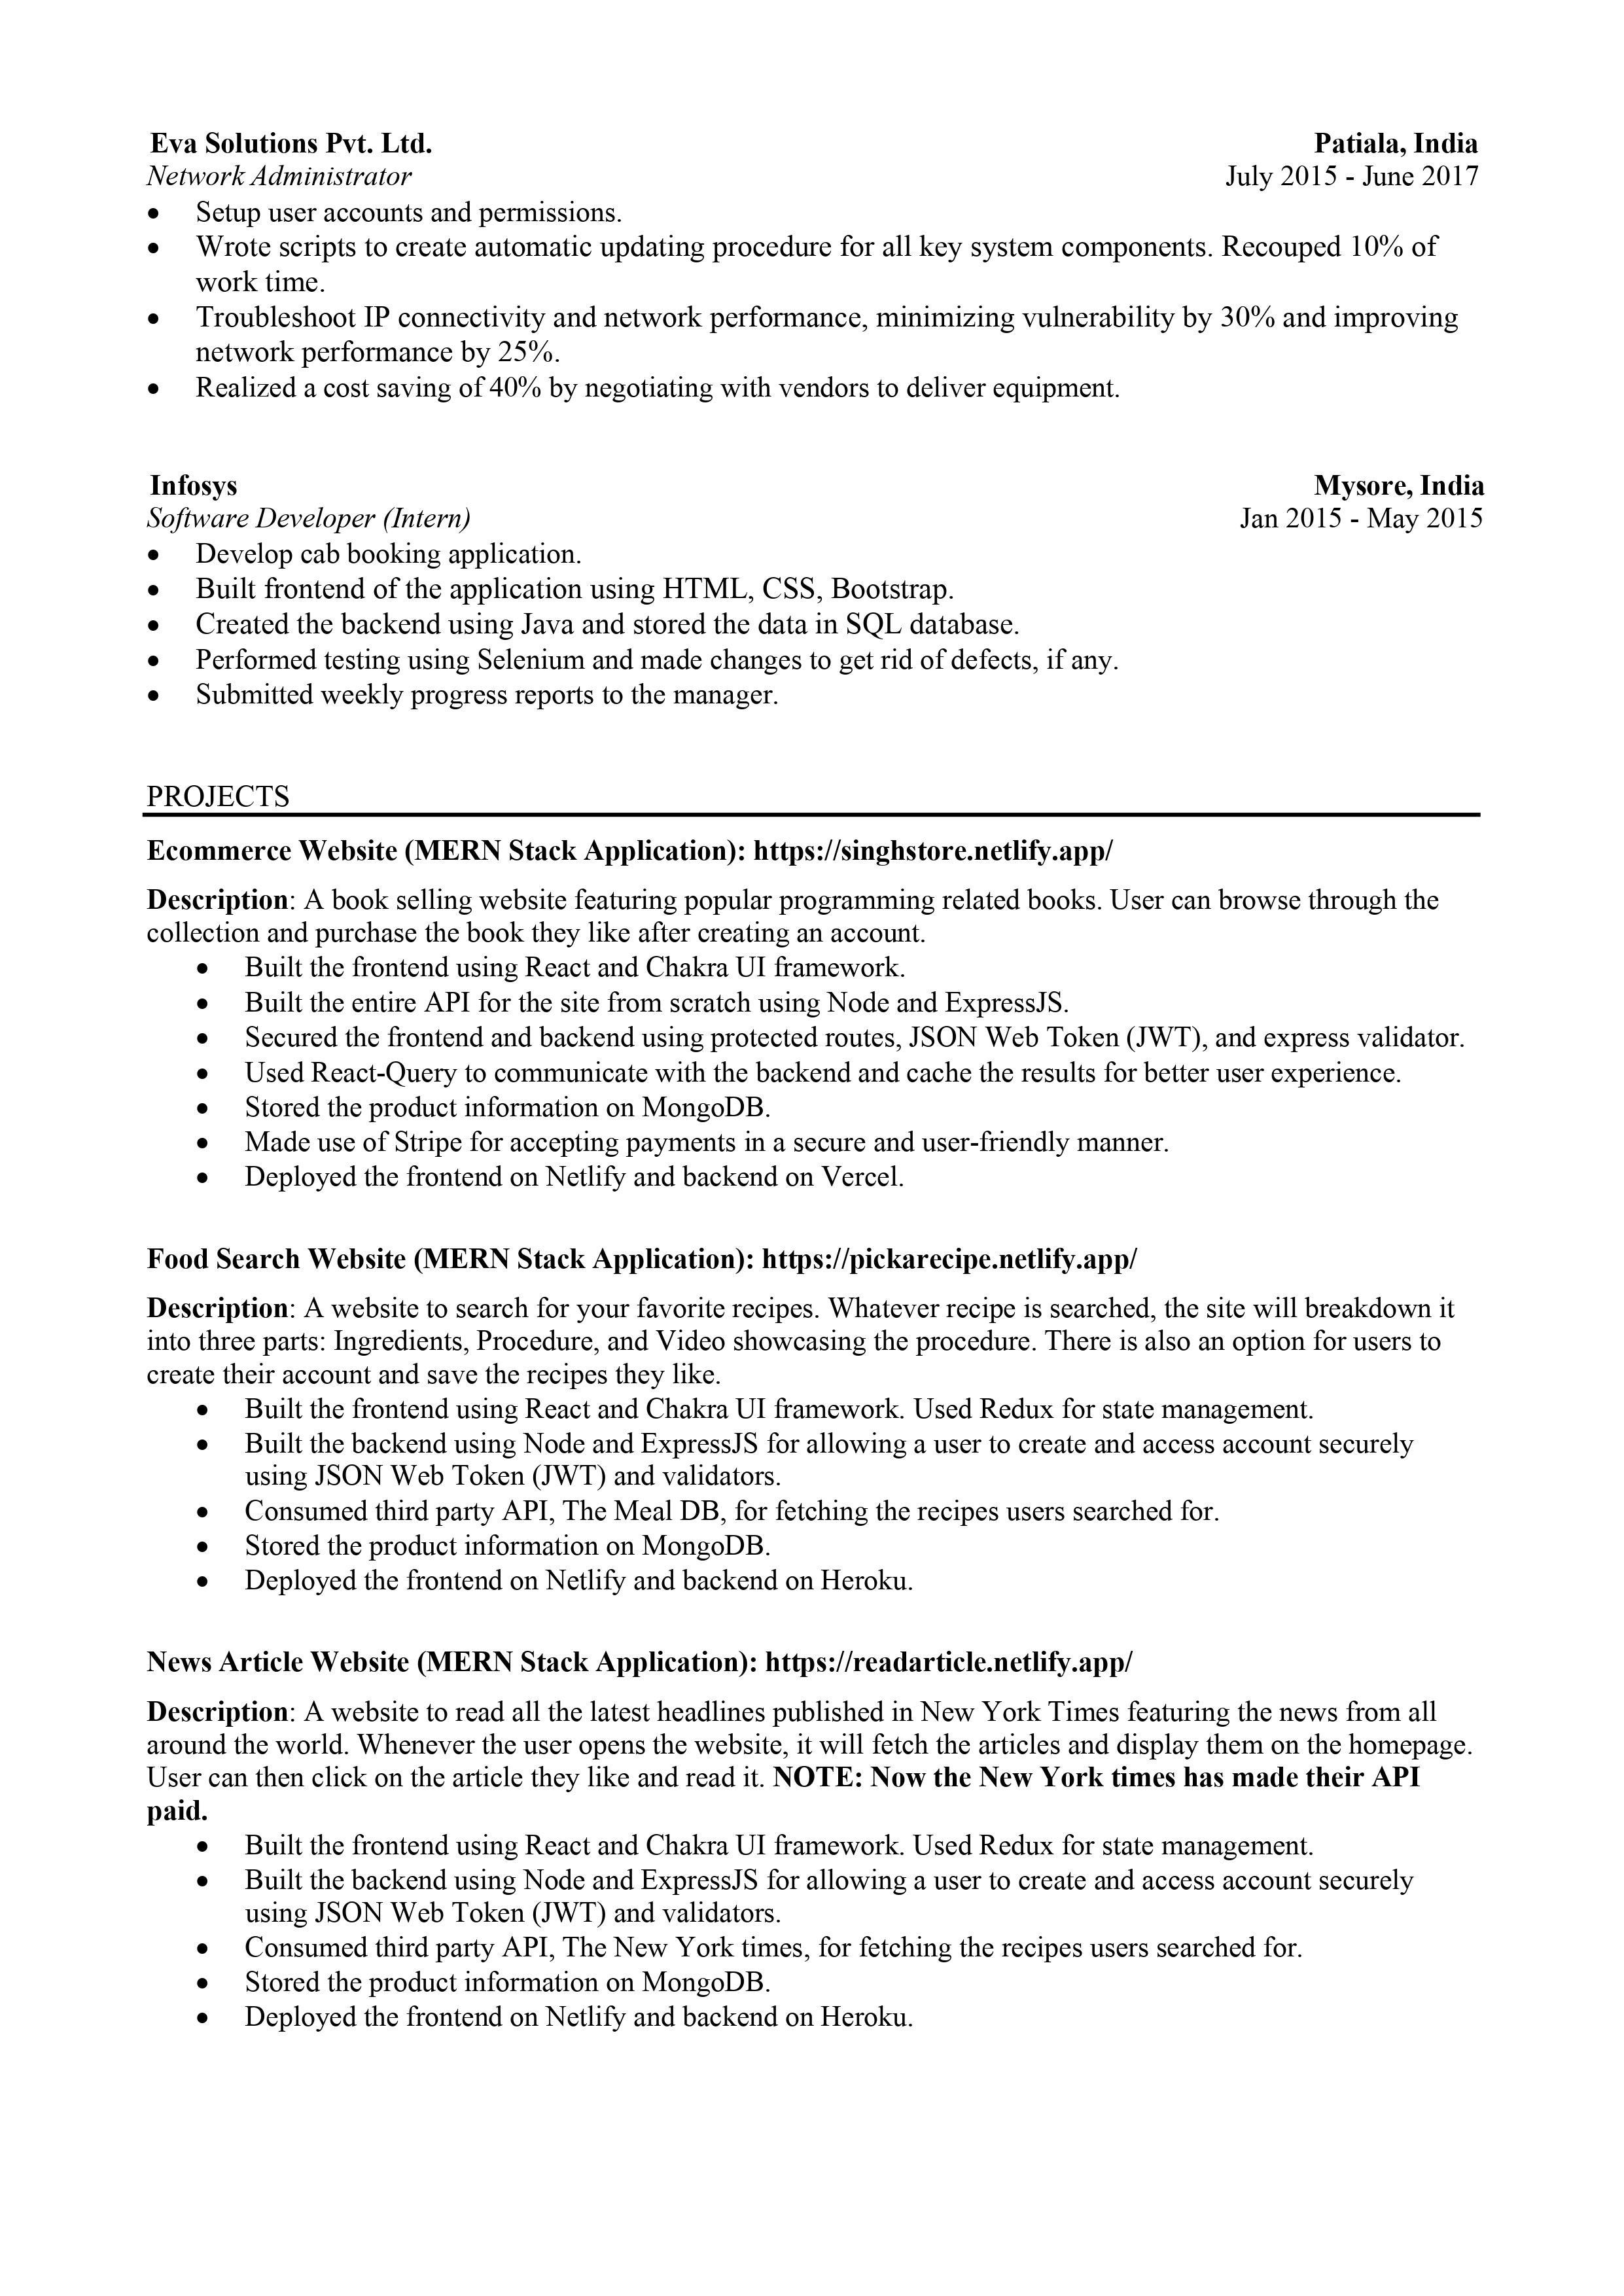 Eva Solutions Pvt. Ltd. Patiala, India
Network Administrator July 2015 - June 2017
• Setup user accounts and permissions.
• Wrote scripts to create automatic updating procedure for all key system components. Recouped 10% of
work time.
• Troubleshoot IP connectivity and network performance, minimizing vulnerability by 30% and improving
network performance by 25%.
• Realized a cost saving of 40% by negotiating with vendors to deliver equipment.
Infosys Mysore, India
Software Developer (Intern) Jan 2015 - May 2015
• Develop cab booking application.
• Built frontend of the application using HTML, CSS, Bootstrap.
• Created the backend using Java and stored the data in SQL database.
• Performed testing using Selenium and made changes to get rid of defects, if any.
• Submitted weekly progress reports to the manager.
PROJECTS
Ecommerce Website (MERN Stack Application): https://singhstore.netlify.app/
Description: A book selling website featuring popular programming related books. User can browse through the
collection and purchase the book they like after creating an account.
• Built the frontend using React and Chakra UI framework.
• Built the entire API for the site from scratch using Node and ExpressJS.
• Secured the frontend and backend using protected routes, JSON Web Token (JWT), and express validator.
• Used React-Query to communicate with the backend and cache the results for better user experience.
• Stored the product information on MongoDB.
• Made use of Stripe for accepting payments in a secure and user-friendly manner.
• Deployed the frontend on Netlify and backend on Vercel.
Food Search Website (MERN Stack Application): https://pickarecipe.netlify.app/
Description: A website to search for your favorite recipes. Whatever recipe is searched, the site will breakdown it
into three parts: Ingredients, Procedure, and Video showcasing the procedure. There is also an option for users to
create their account and save the recipes they like.
• Built the frontend using React and Chakra UI framework. Used Redux for state management.
• Built the backend using Node and ExpressJS for allowing a user to create and access account securely
using JSON Web Token (JWT) and validators.
• Consumed third party API, The Meal DB, for fetching the recipes users searched for.
• Stored the product information on MongoDB.
• Deployed the frontend on Netlify and backend on Heroku.
News Article Website (MERN Stack Application): https://readarticle.netlify.app/
Description: A website to read all the latest headlines published in New York Times featuring the news from all
around the world. Whenever the user opens the website, it will fetch the articles and display them on the homepage.
User can then click on the article they like and read it. NOTE: Now the New York times has made their API
paid.
• Built the frontend using React and Chakra UI framework. Used Redux for state management.
• Built the backend using Node and ExpressJS for allowing a user to create and access account securely
using JSON Web Token (JWT) and validators.
• Consumed third party API, The New York times, for fetching the recipes users searched for.
• Stored the product information on MongoDB.
• Deployed the frontend on Netlify and backend on Heroku.